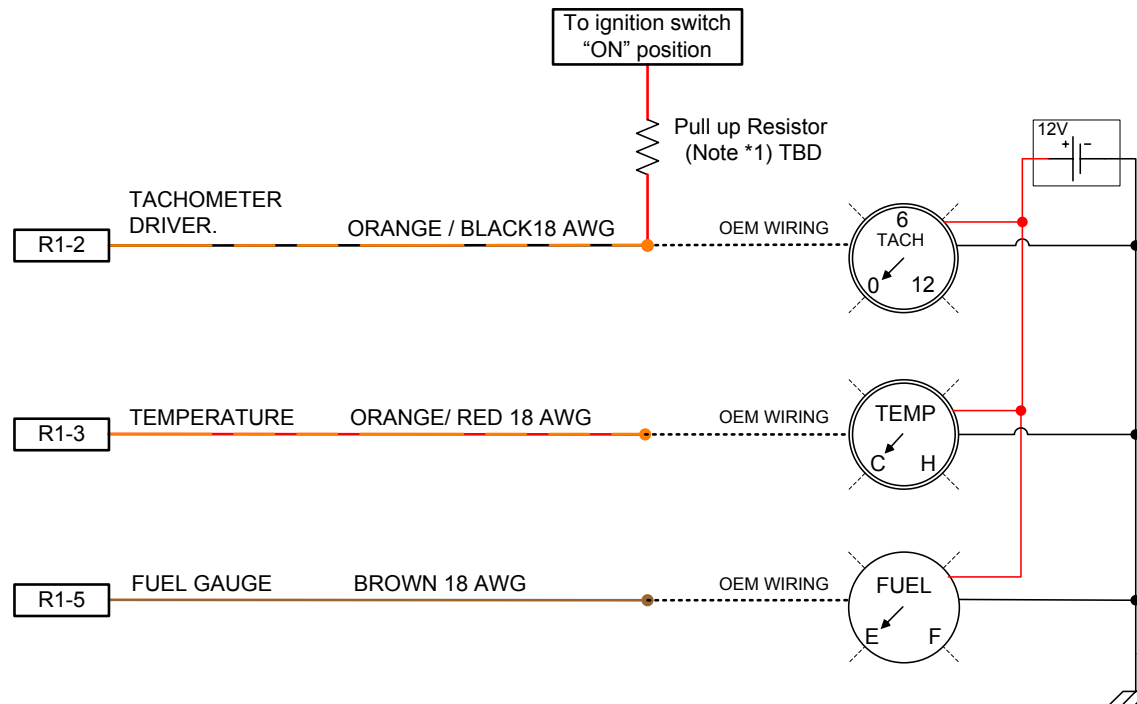 To ignition switch
“ON” position
Pull up Resistor
(Note *1) TBD
12V
+ -
TACHOMETER
DRIVER.
R1-2
ORANGE / BLACK18 AWG
OEM WIRING
6
TACH
0 12
R1-3
TEMPERATURE
ORANGE/ RED 18 AWG
OEM WIRING
TEMP
C H
R1-5
FUEL GAUGE
BROWN 18 AWG
OEM WIRING
FUEL
E F